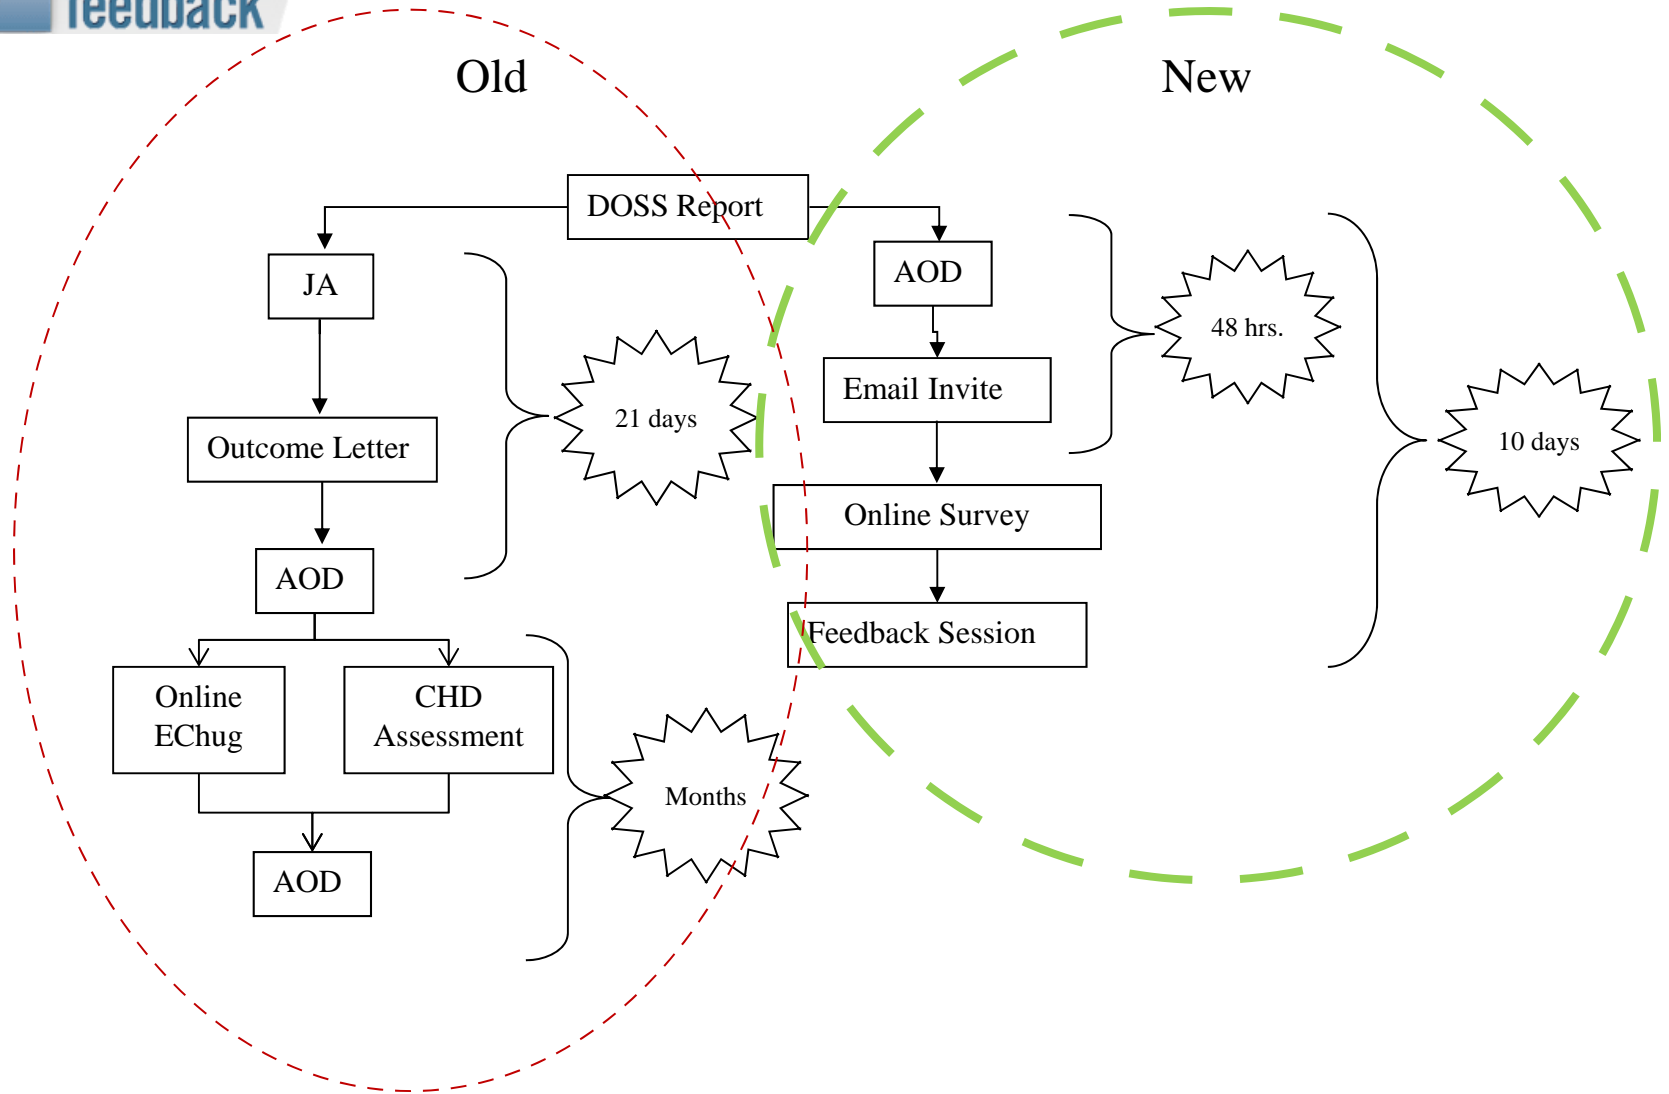 feedback
Old
New
DOSS Report
JA
AOD
48 hrs.
Email Invite
21 days
10 days
Outcome Letter
Online Survey
AOD
Feedback Session
Online
EChug
CHD
Assessment
Months
AOD